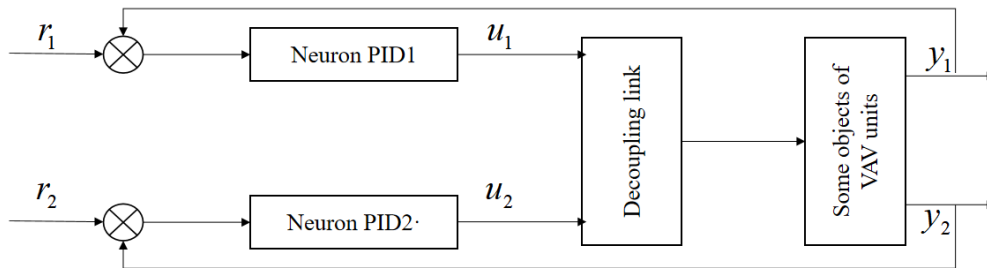 r₁
Neuron PID1
u₁
Decoupling link
Some objects of
VAV units
y₁
r₂
Neuron PID2·
u₂
y₂